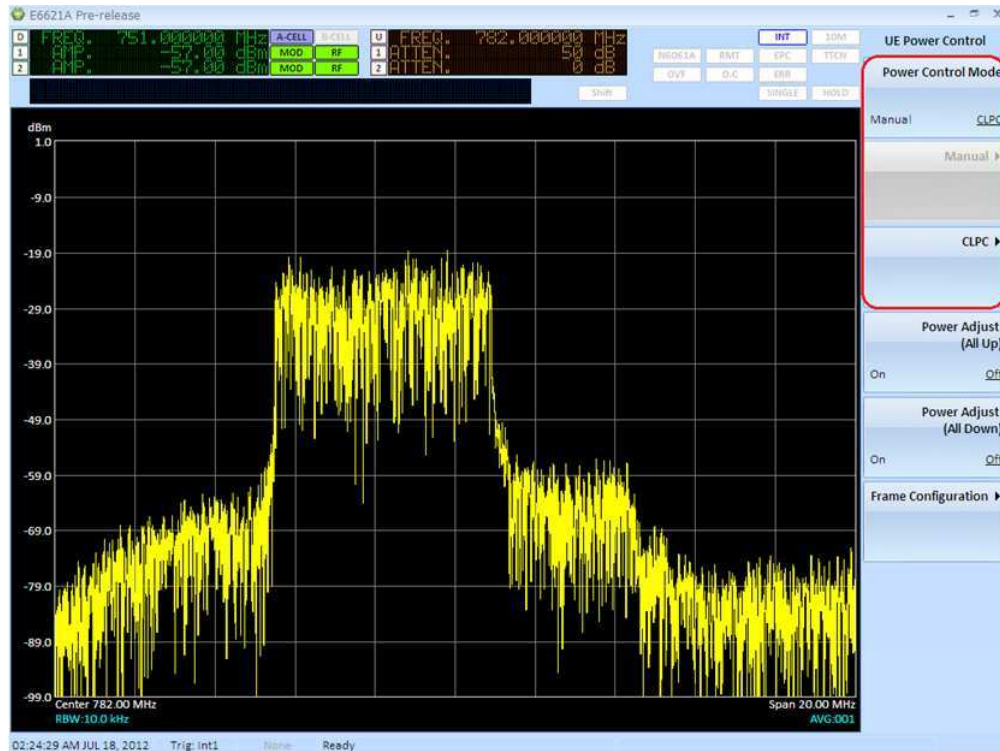 E6621A Pre-release
D FREQ. 751.000000 MHz A-CELL B-CELL U FREQ. 782.000000 MHz
1 AMP. -57.00 dBm MOD RF 1 ATTEN. 50 dB
2 AMP. -57.00 dBm MOD RF 2 ATTEN. 0 dB
INT 10M
N6061A RMT EPC TTCN
OVF O.C ERR
Shift SINGLE HOLD
UE Power Control
Power Control Mode
Manual CLPC
Manual
CLPC
Power Adjust
(All Up)
On Off
Power Adjust
(All Down)
On Off
Frame Configuration
dBm
1.0
-9.0
-19.0
-29.0
-39.0
-49.0
-59.0
-69.0
-79.0
-89.0
-99.0
Center 782.00 MHz Span 20.00 MHz
RBW:10.0 kHz AVG:001
02:24:29 AM JUL 18, 2012 Trig: Int1 None Ready